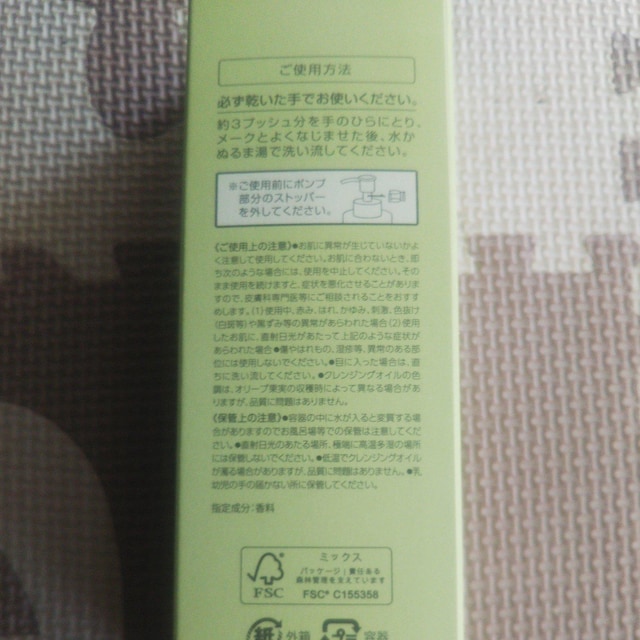 ご使用方法
必ず乾いた手でお使いください。
約3プッシュ分を手のひらにとり、
メークとよくなじませた後、水か
ぬるま湯で洗い流してください。
※ご使用前にポンプ
部分のストッパー
を外してください。
〈ご使用上の注意〉●お肌に異常が生じていないかよ
く注意して使用してください。お肌に合わないとき、即
ち次のような場合には、使用を中止してください。その
まま使用を続けますと、症状を悪化させることがありま
すので、皮膚科専門医等にご相談されることをおすす
めします。(1)使用中、赤み、はれ、かゆみ、刺激、色抜け
(白斑等)や黒ずみ等の異常があらわれた場合(2)使用
したお肌に、直射日光があたって上記のような症状が
あらわれた場合●傷やはれもの、湿疹等、異常のある部
位には使用しないでください。●目に入った場合は、直
ちに洗い流してください。●クレンジングオイルの色
調は、オリーブ果実の収穫時によって異なる場合があ
りますが、品質に問題はありません。
〈保管上の注意〉●容器の中に水が入ると変質する場
合がありますのでお風呂場等での保管は注意してくだ
さい。●直射日光のあたる場所、極端に高温多湿の場所
には保管しないでください。●低温でクレンジングオイル
が濁る場合がありますが、品質に問題はありません。●乳
幼児の手の届かない所に保管してください。
指定成分:香料
FSC
ミックス
パッケージ|責任ある
森林管理を支えています
FSC® C155358
紙 外箱
プラ 容器